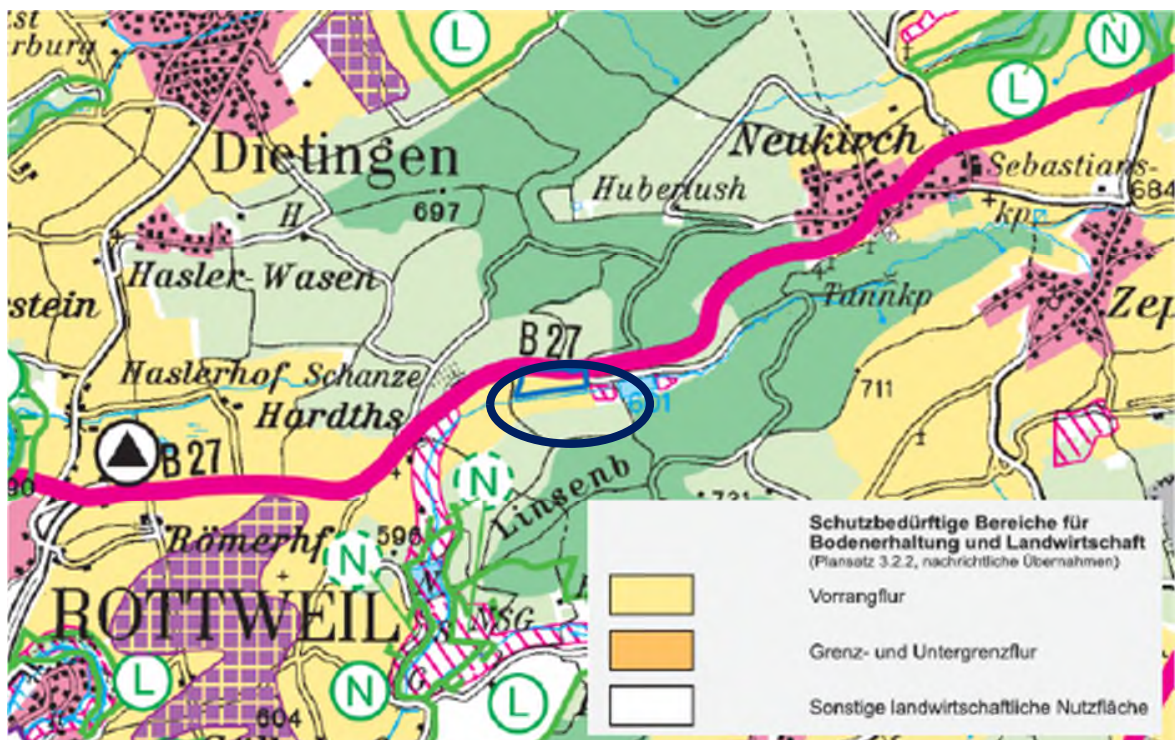 L
N
L
Dietingen
Neukirch
Sebastians-
kp
684
Hubertush
697
H
Hasler-Wasen
stein
Tannkp
Zep
B 27
Haslerhof
Schanze
Hardths
711
B 27
90
Linsenb
N
731
Römerhf
596
N
ROTTWEIL
NSG
L
N
L
604
Schutzbedürftige Bereiche für
Bodenerhaltung und Landwirtschaft
(Plansatz 3.2.2, nachrichtliche Übernahmen)
Vorrangflur
Grenz- und Untergrenzflur
Sonstige landwirtschaftliche Nutzfläche